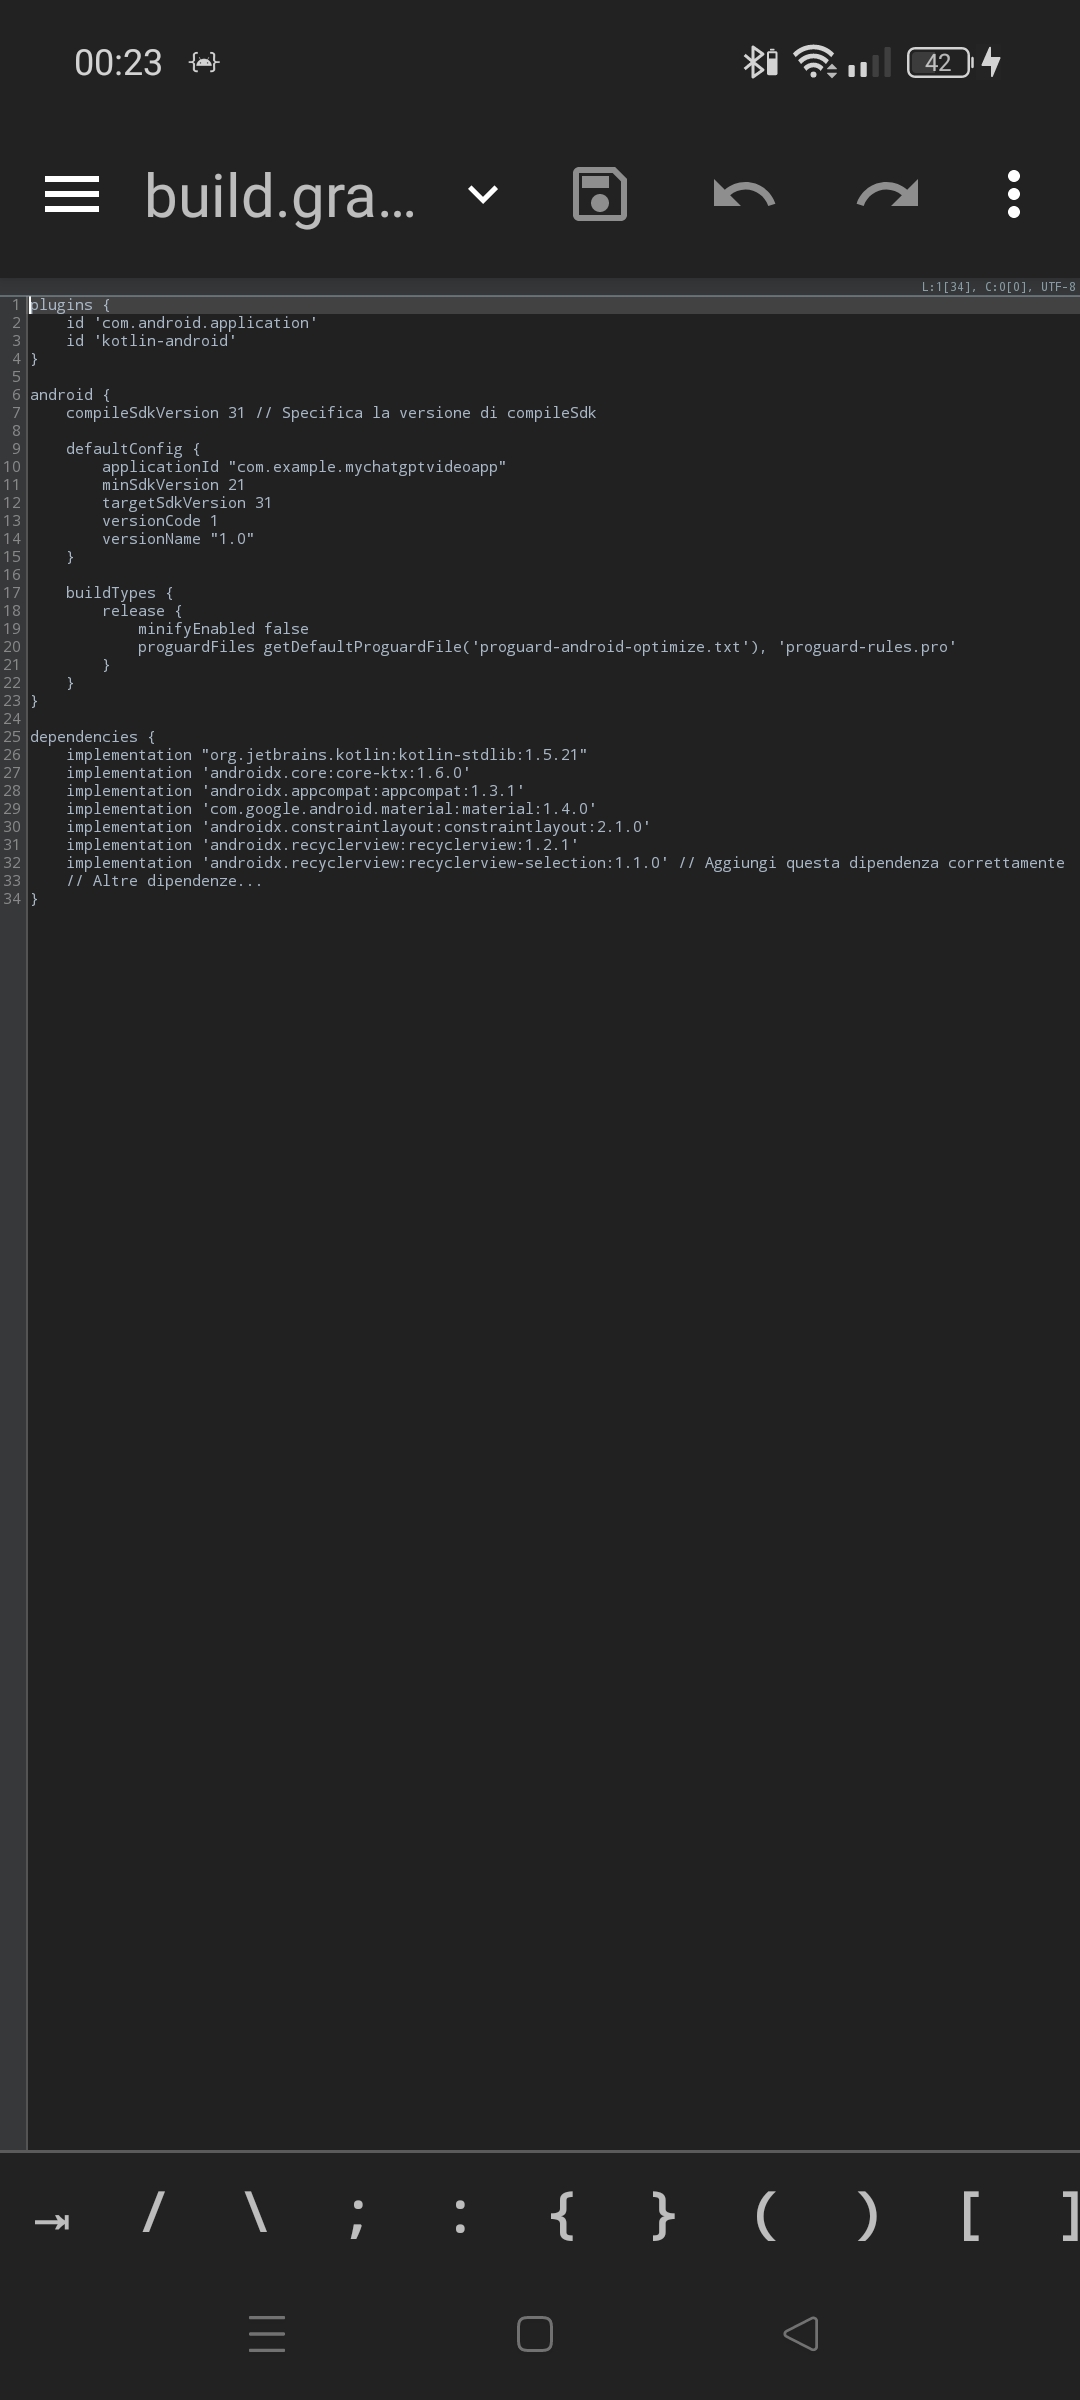 00:23
42
build.gra...
L:1[34], C:0[0], UTF-8
1 plugins {
2     id 'com.android.application'
3     id 'kotlin-android'
4 }
5
6 android {
7     compileSdkVersion 31 // Specifica la versione di compileSdk
8
9     defaultConfig {
10         applicationId "com.example.mychatgptvideoapp"
11         minSdkVersion 21
12         targetSdkVersion 31
13         versionCode 1
14         versionName "1.0"
15     }
16
17     buildTypes {
18         release {
19             minifyEnabled false
20             proguardFiles getDefaultProguardFile('proguard-android-optimize.txt'), 'proguard-rules.pro'
21         }
22     }
23 }
24
25 dependencies {
26     implementation "org.jetbrains.kotlin:kotlin-stdlib:1.5.21"
27     implementation 'androidx.core:core-ktx:1.6.0'
28     implementation 'androidx.appcompat:appcompat:1.3.1'
29     implementation 'com.google.android.material:material:1.4.0'
30     implementation 'androidx.constraintlayout:constraintlayout:2.1.0'
31     implementation 'androidx.recyclerview:recyclerview:1.2.1'
32     implementation 'androidx.recyclerview:recyclerview-selection:1.1.0' // Aggiungi questa dipendenza correttamente
33     // Altre dipendenze...
34 }
⇥ / \ ; : { } ( ) [ ]